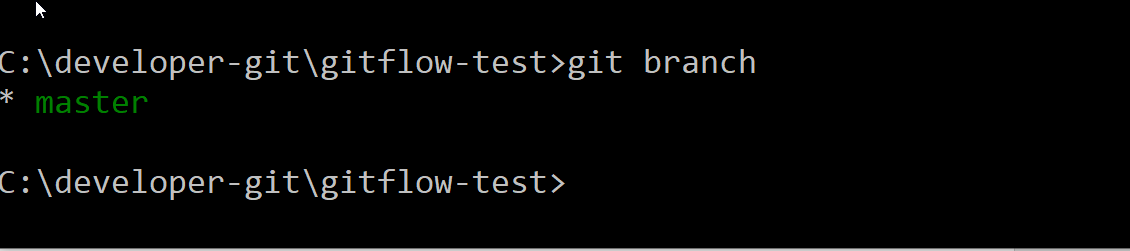 C:\developer-git\gitflow-test>git branch
* master
C:\developer-git\gitflow-test>